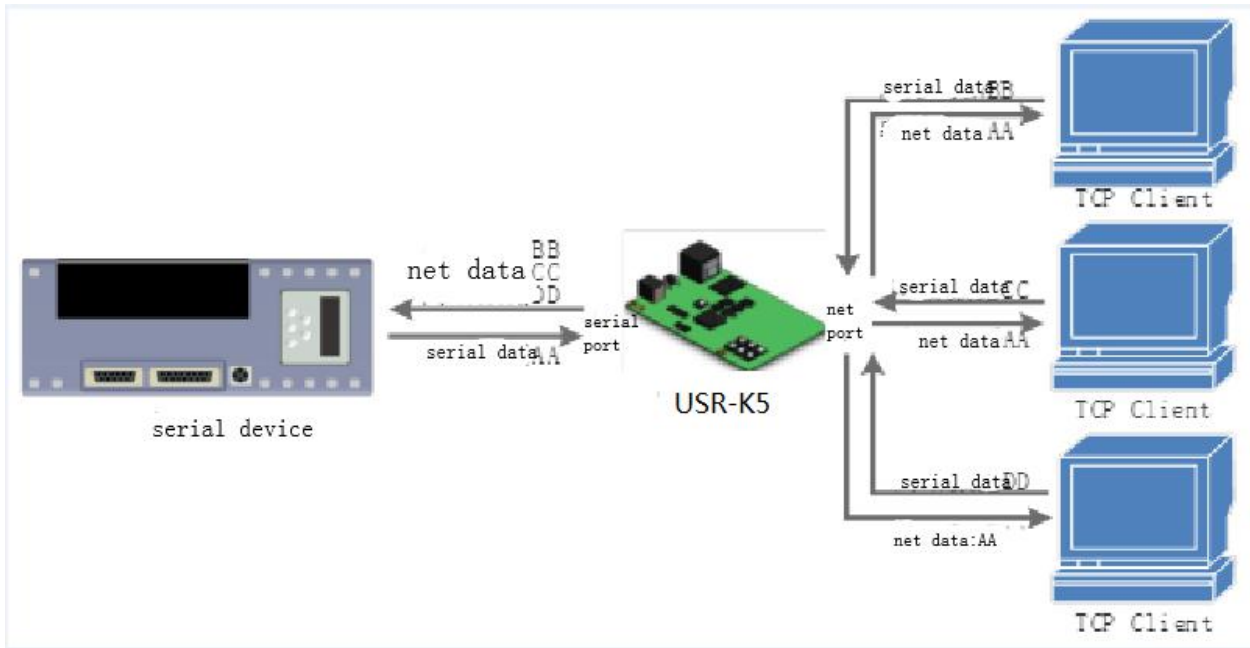 serial data BB
net data AA
TCP Client
net data
BB
CC
DD
serial data AA
serial device
serial
port
USR-K5
net
port
serial data CC
net data AA
TCP Client
serial data DD
net data:AA
TCP Client